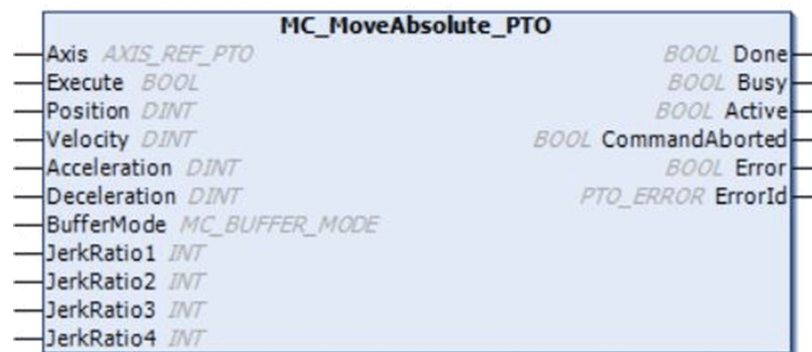 MC_MoveAbsolute_PTO
Axis AXIS_REF_PTO BOOL Done
Execute BOOL BOOL Busy
Position DINT BOOL Active
Velocity DINT BOOL CommandAborted
Acceleration DINT BOOL Error
Deceleration DINT PTO_ERROR ErrorId
BufferMode MC_BUFFER_MODE
JerkRatio1 INT
JerkRatio2 INT
JerkRatio3 INT
JerkRatio4 INT